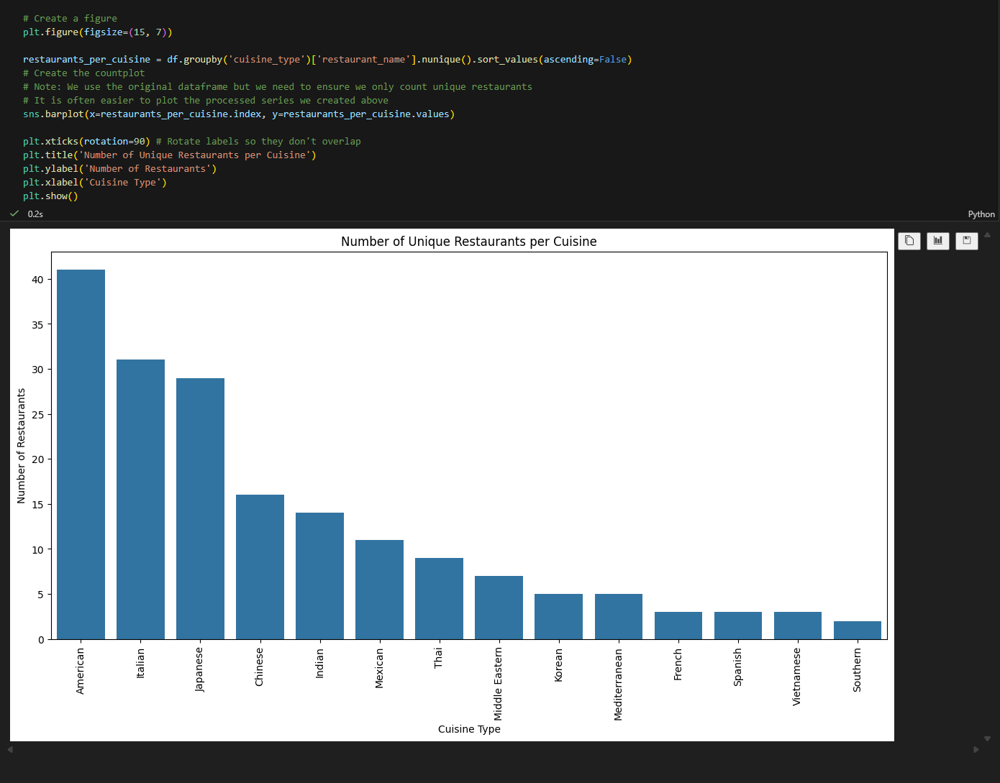 # Create a figure
plt.figure(figsize=(15, 7))
restaurants_per_cuisine = df.groupby('cuisine_type')['restaurant_name'].nunique().sort_values(ascending=False)
# Create the countplot
# Note: We use the original dataframe but we need to ensure we only count unique restaurants
# It is often easier to plot the processed series we created above
sns.barplot(x=restaurants_per_cuisine.index, y=restaurants_per_cuisine.values)
plt.xticks(rotation=90) # Rotate labels so they don't overlap
plt.title('Number of Unique Restaurants per Cuisine')
plt.ylabel('Number of Restaurants')
plt.xlabel('Cuisine Type')
plt.show()
0.2s
Python
Number of Unique Restaurants per Cuisine
Number of Restaurants
40
35
30
25
20
15
10
5
0
American
Italian
Japanese
Chinese
Indian
Mexican
Thai
Middle Eastern
Korean
Mediterranean
French
Spanish
Vietnamese
Southern
Cuisine Type